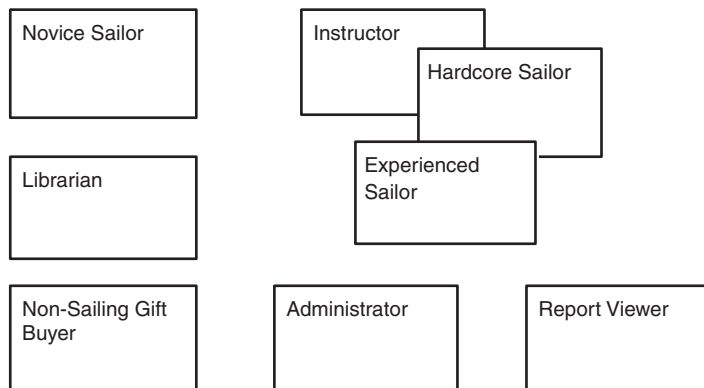 Novice Sailor
Instructor
Hardcore Sailor
Experienced
Sailor
Librarian
Non-Sailing Gift
Buyer
Administrator
Report Viewer